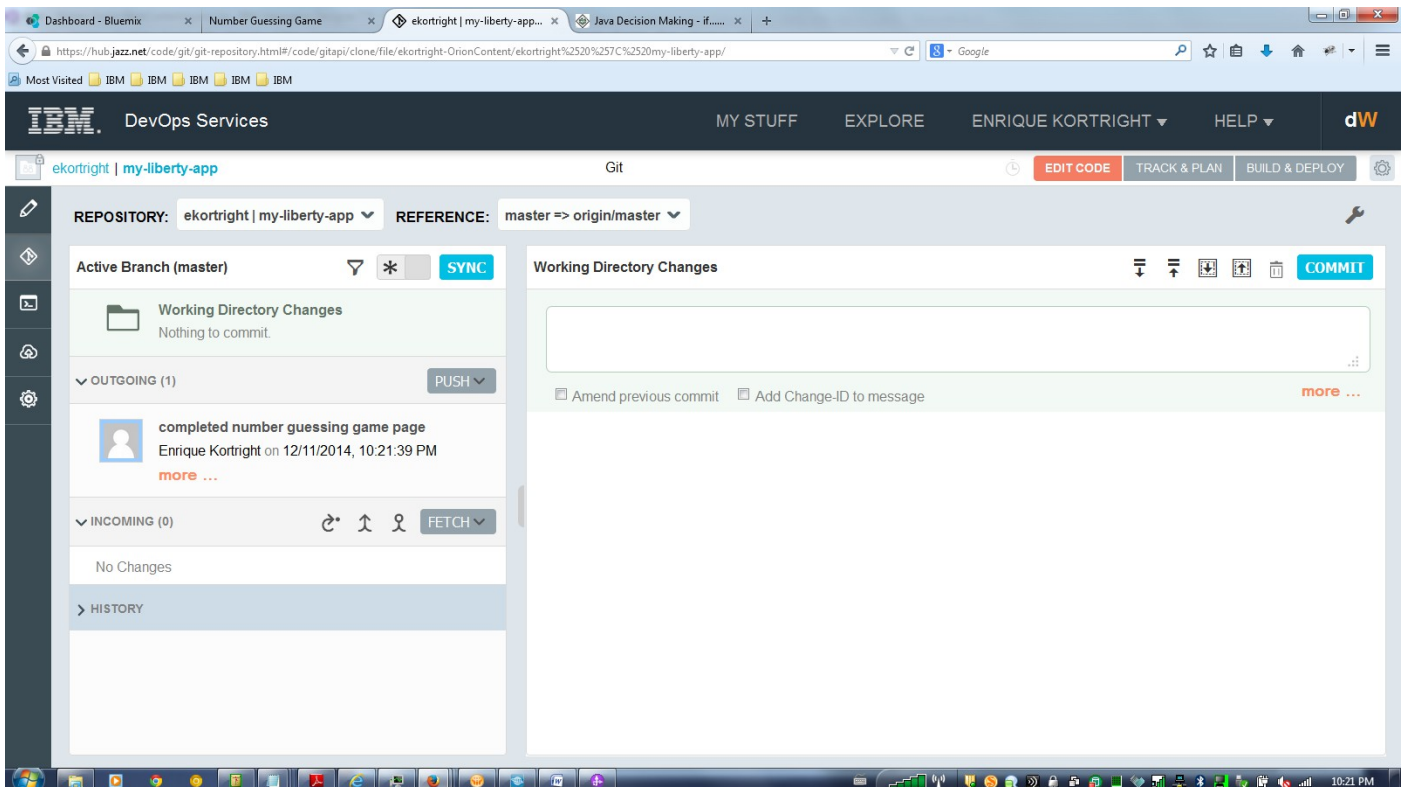 Dashboard - Bluemix
Number Guessing Game
ekortright | my-liberty-app...
Java Decision Making - if......
https://hub.jazz.net/code/git/git-repository.html#/code/gitapi/clone/file/ekortright-OrionContent/ekortright%2520%257C%2520my-liberty-app/
Google
Most Visited IBM IBM IBM IBM
IBM DevOps Services MY STUFF EXPLORE ENRIQUE KORTRIGHT HELP dW
ekortright | my-liberty-app Git EDIT CODE TRACK & PLAN BUILD & DEPLOY
REPOSITORY: ekortright | my-liberty-app REFERENCE: master => origin/master
Active Branch (master) SYNC
Working Directory Changes
Nothing to commit.
OUTGOING (1) PUSH
completed number guessing game page
Enrique Kortright on 12/11/2014, 10:21:39 PM
more ...
INCOMING (0) FETCH
No Changes
HISTORY
Working Directory Changes COMMIT
Amend previous commit Add Change-ID to message more ...
10:21 PM